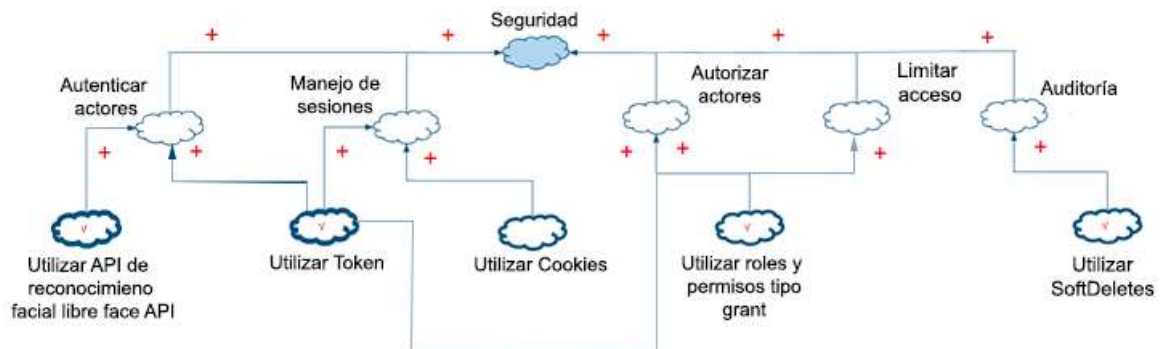 Seguridad
+ + + + +
Autenticar
actores
Manejo de
sesiones
Autorizar
actores
Limitar
acceso
Auditoría
+ + + + + + + +
√ √ √ √
Utilizar API de
reconocimieno
facial libre face API
Utilizar Token
Utilizar Cookies
Utilizar roles y
permisos tipo
grant
Utilizar
SoftDeletes